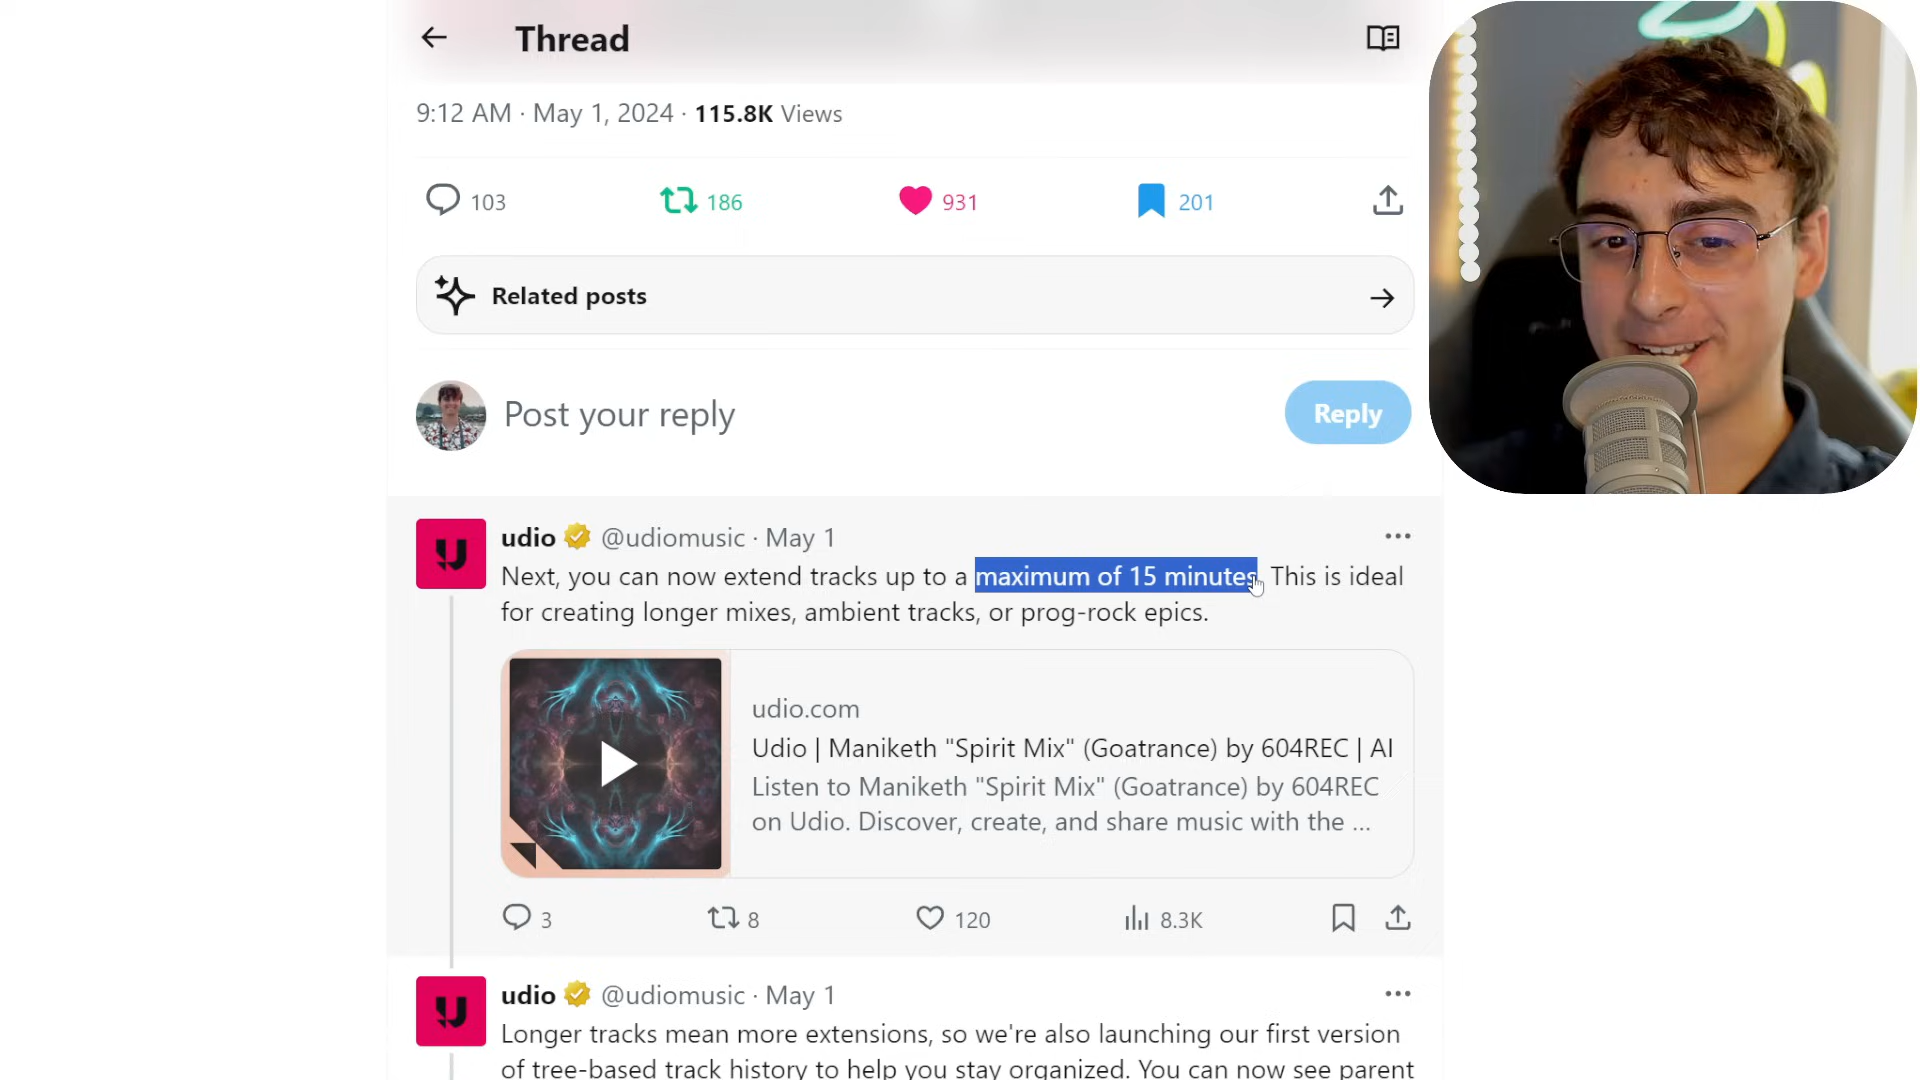 Thread
9:12 AM · May 1, 2024 · 115.8K Views
103 186 931 201
Related posts
Post your reply
Reply
udio @udiomusic · May 1
Next, you can now extend tracks up to a maximum of 15 minutes. This is ideal
for creating longer mixes, ambient tracks, or prog-rock epics.
udio.com
Udio | Maniketh "Spirit Mix" (Goatrance) by 604REC | AI
Listen to Maniketh "Spirit Mix" (Goatrance) by 604REC
on Udio. Discover, create, and share music with the ...
3 8 120 8.3K
udio @udiomusic · May 1
Longer tracks mean more extensions, so we're also launching our first version
of tree-based track history to help you stay organized. You can now see parent